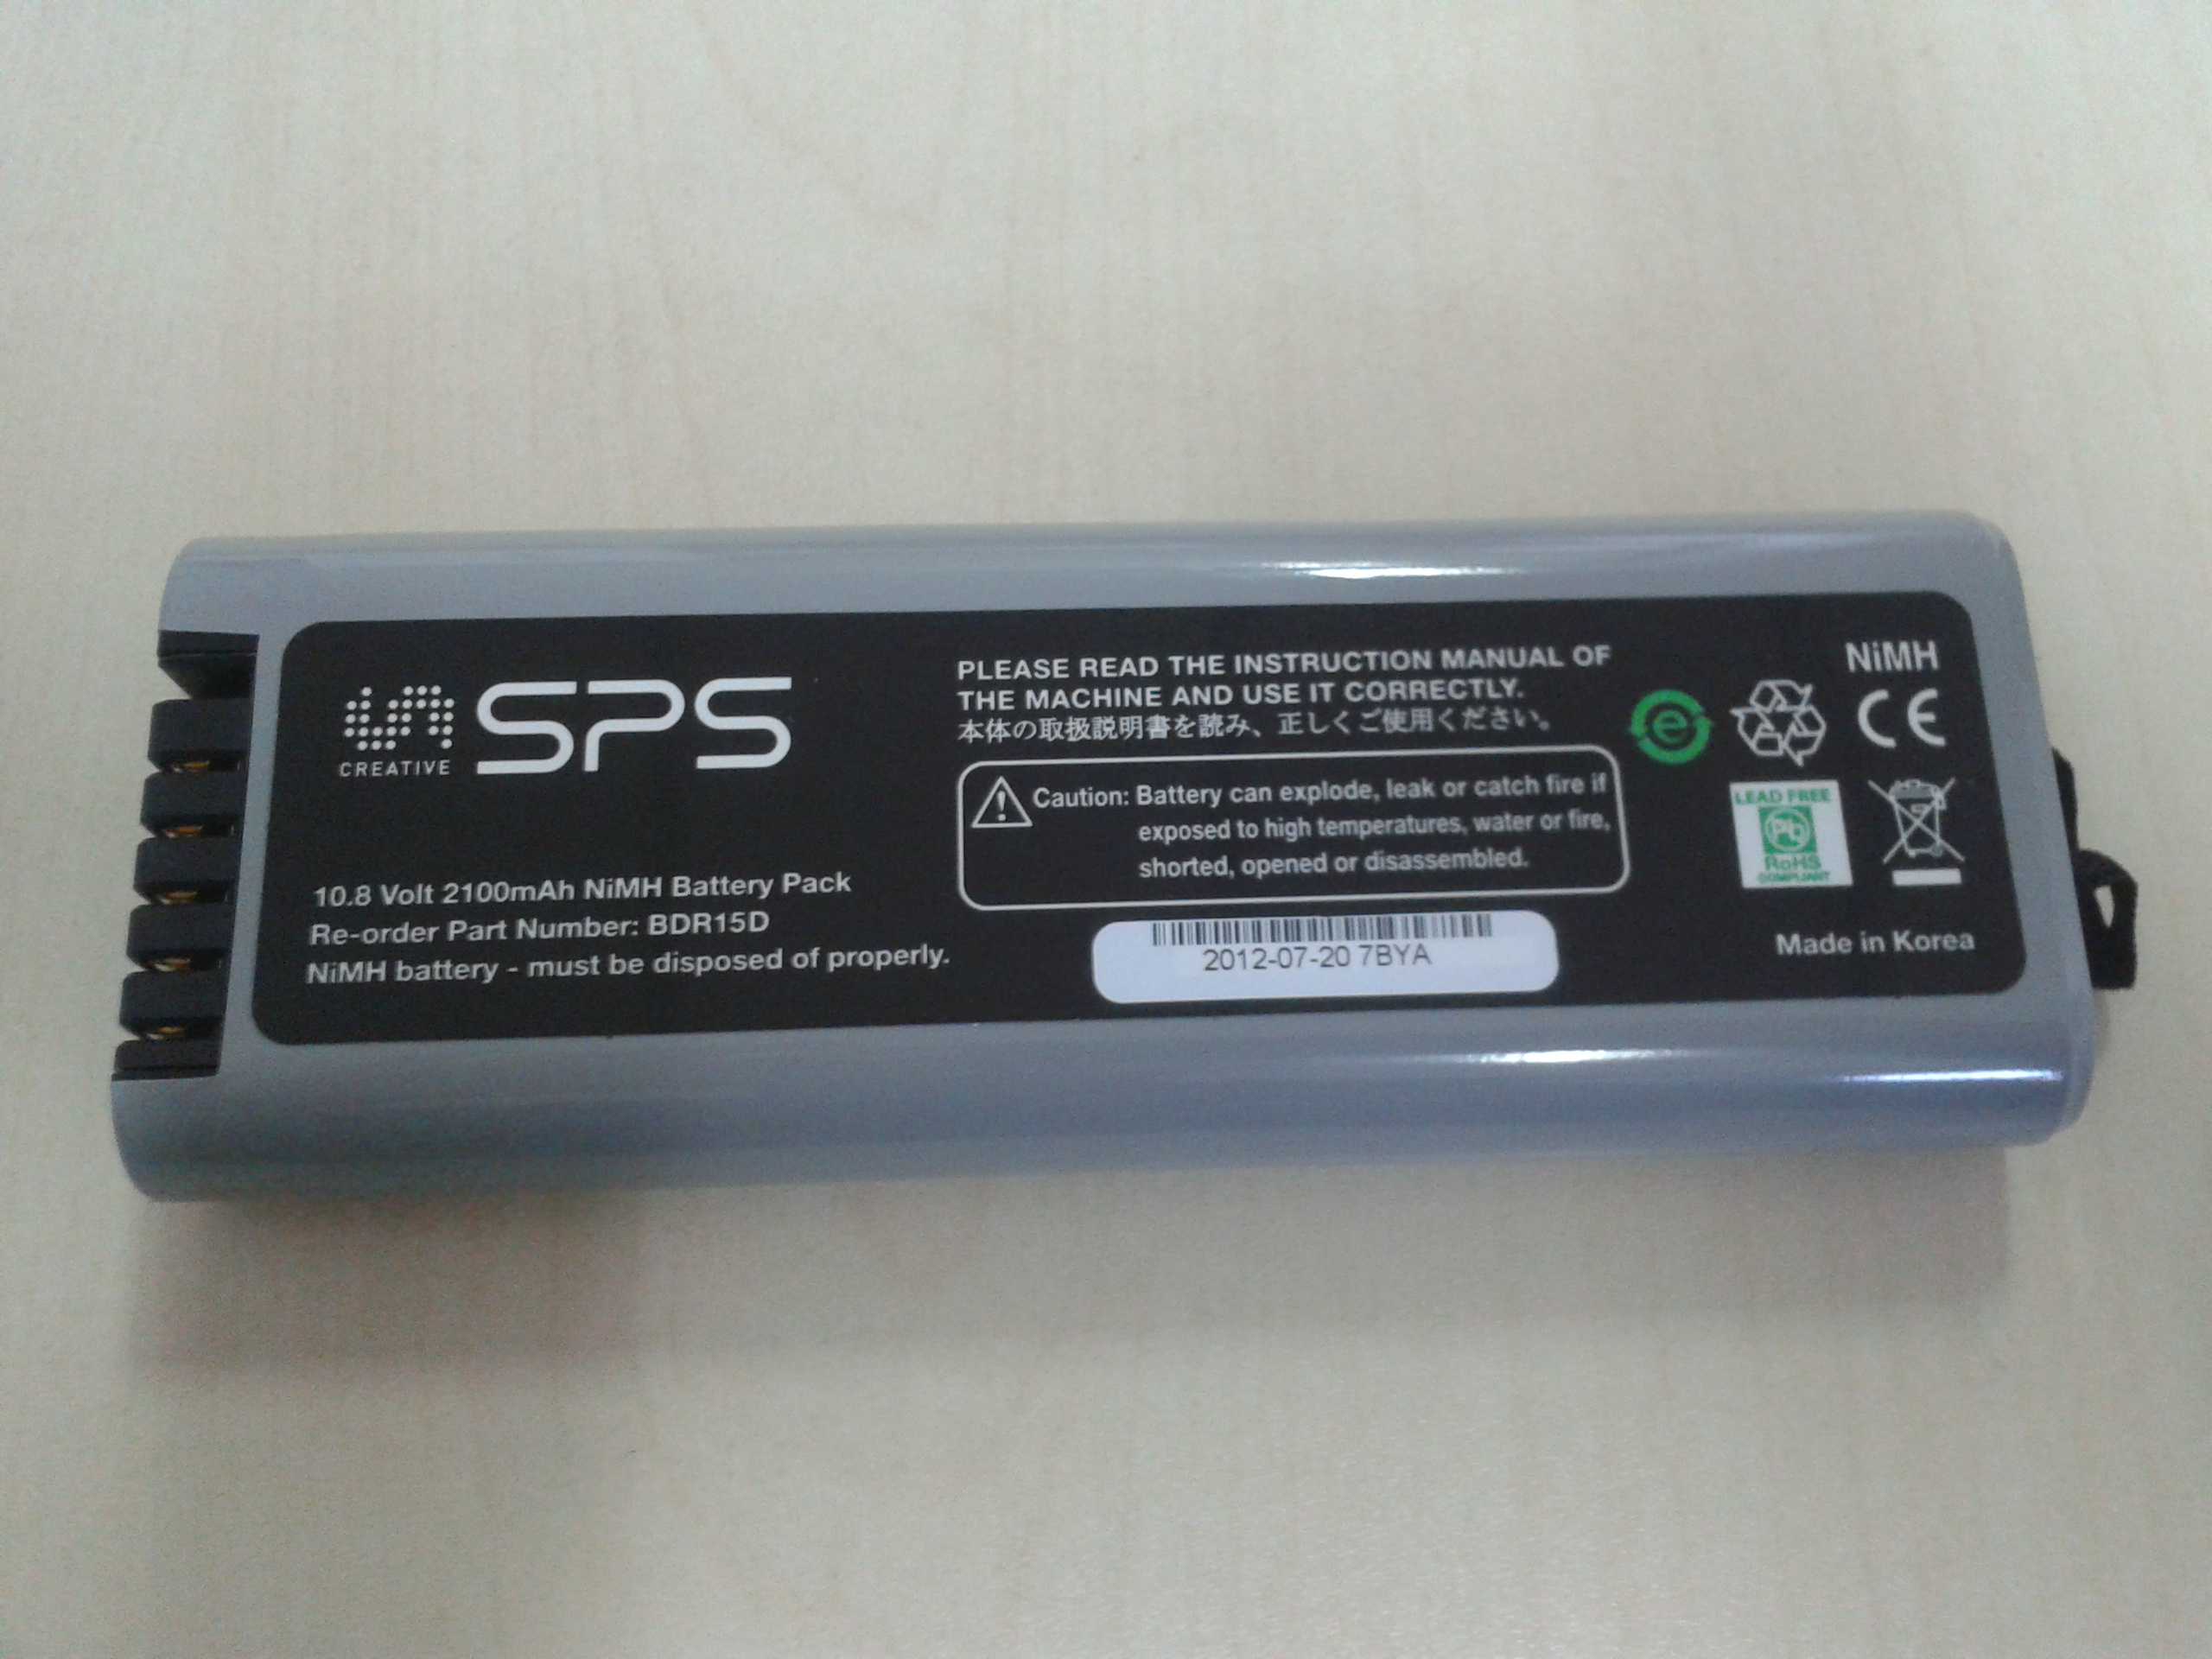 CREATIVE
SPS
10.8 Volt 2100mAh NiMH Battery Pack
Re-order Part Number: BDR15D
NiMH battery - must be disposed of properly.
PLEASE READ THE INSTRUCTION MANUAL OF
THE MACHINE AND USE IT CORRECTLY.
本体の取扱説明書を読み、正しくご使用ください。
Caution: Battery can explode, leak or catch fire if
exposed to high temperatures, water or fire,
shorted, opened or disassembled.
2012-07-20 7BYA
NiMH
e
CE
LEAD FREE
Pb
RoHS
COMPLIANT
Made in Korea